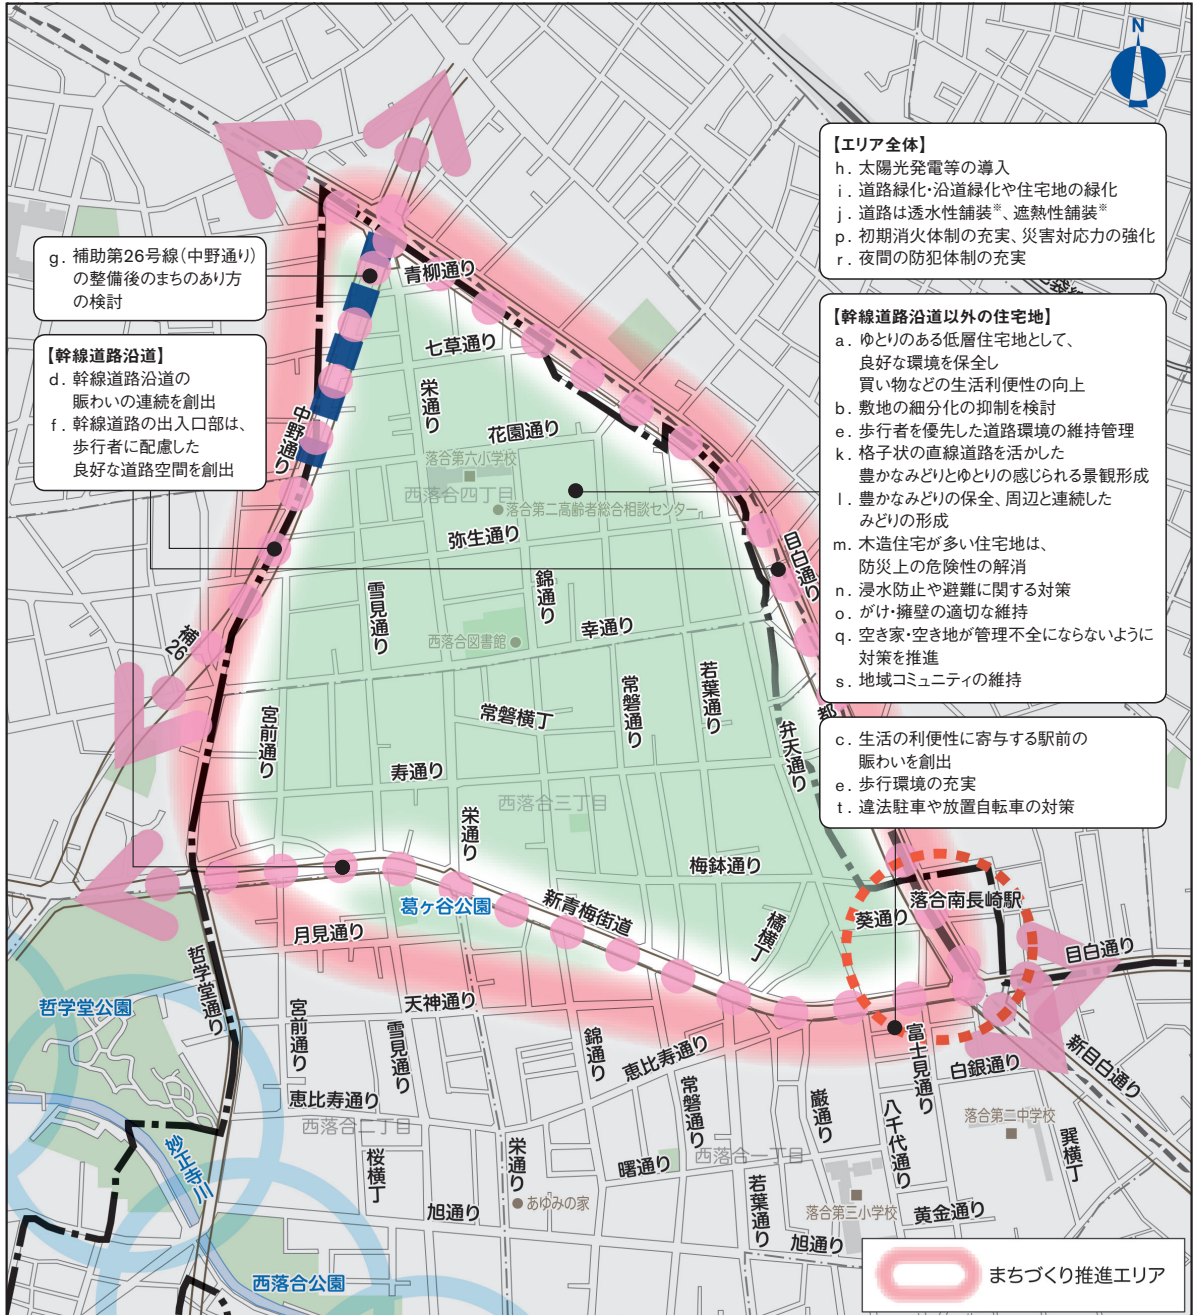 N
【エリア全体】
h. 太陽光発電等の導入
i. 道路緑化・沿道緑化や住宅地の緑化
j. 道路は透水性舗装※、遮熱性舗装※
p. 初期消火体制の充実、災害対応力の強化
r. 夜間の防犯体制の充実
g. 補助第26号線(中野通り)
の整備後のまちのあり方
の検討
【幹線道路沿道】
d. 幹線道路沿道の
賑わいの連続を創出
f. 幹線道路の出入口部は、
歩行者に配慮した
良好な道路空間を創出
【幹線道路沿道以外の住宅地】
a. ゆとりのある低層住宅地として、
良好な環境を保全し
買い物などの生活利便性の向上
b. 敷地の細分化の抑制を検討
e. 歩行者を優先した道路環境の維持管理
k. 格子状の直線道路を活かした
豊かなみどりとゆとりの感じられる景観形成
l. 豊かなみどりの保全、周辺と連続した
みどりの形成
m. 木造住宅が多い住宅地は、
防災上の危険性の解消
n. 浸水防止や避難に関する対策
o. がけ・擁壁の適切な維持
q. 空き家・空き地が管理不全にならないように
対策を推進
s. 地域コミュニティの維持
c. 生活の利便性に寄与する駅前の
賑わいを創出
e. 歩行環境の充実
t. 違法駐車や放置自転車の対策
青柳通り
七草通り
栄通り
中野通り
花園通り
落合第六小学校
西落合四丁目
落合第二高齢者総合相談センター
弥生通り
目白通り
錦通り
雪見通り
幸通り
西落合図書館
補26
若葉通り
常磐通り
宮前通り
常磐横丁
都
弁天通り
寿通り
西落合三丁目
栄通り
梅鉢通り
落合南長崎駅
葛ヶ谷公園
新青梅街道
葵通り
橘横丁
月見通り
目白通り
哲学堂通り
哲学堂公園
天神通り
宮前通り
雪見通り
錦通り
恵比寿通り
富士見通り
新目白通り
白銀通り
常磐通り
巌通り
八千代通り
恵比寿通り
西落合二丁目
落合第二中学校
妙正寺川
桜横丁
栄通り
曙通り
西落合一丁目
巽横丁
若葉通り
あゆみの家
旭通り
落合第三小学校
黄金通り
旭通り
西落合公園
まちづくり推進エリア